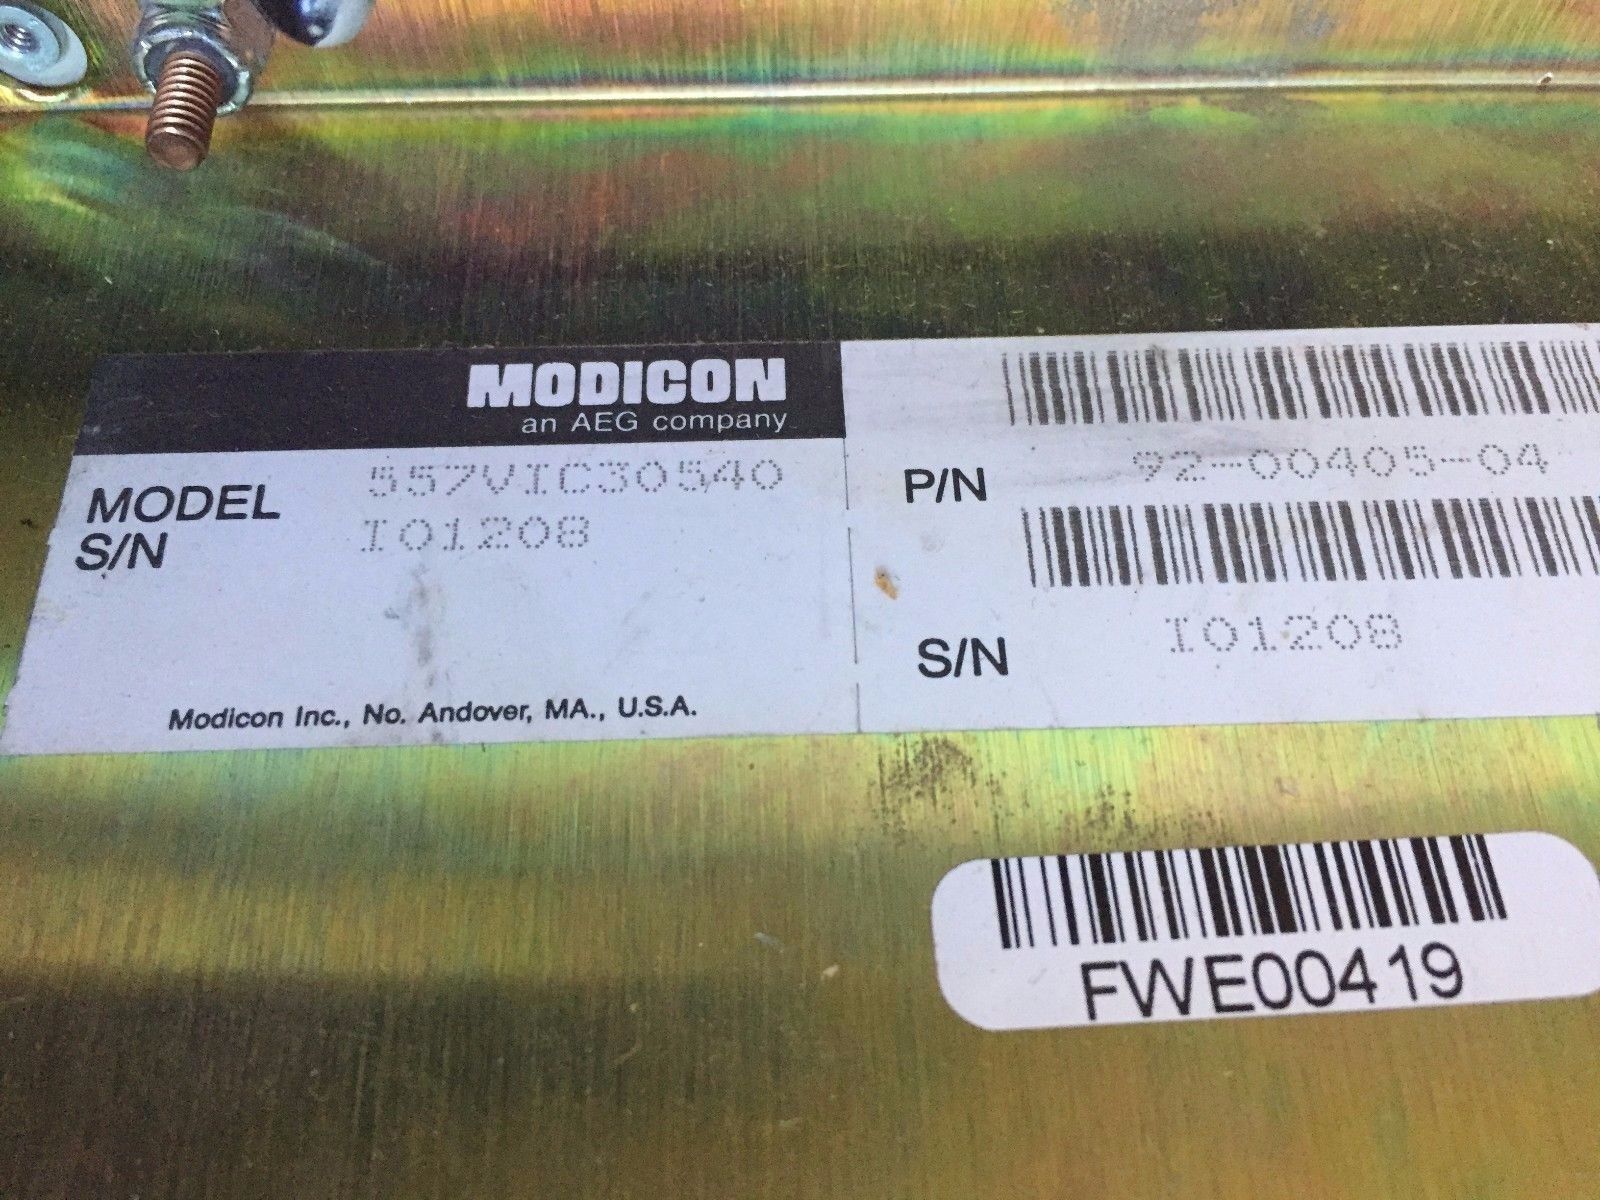 MODICON
an AEG company
MODEL 557VIC30540
S/N I01208
Modicon Inc., No. Andover, MA., U.S.A.
P/N 92-00405-04
S/N I01208
FWE00419